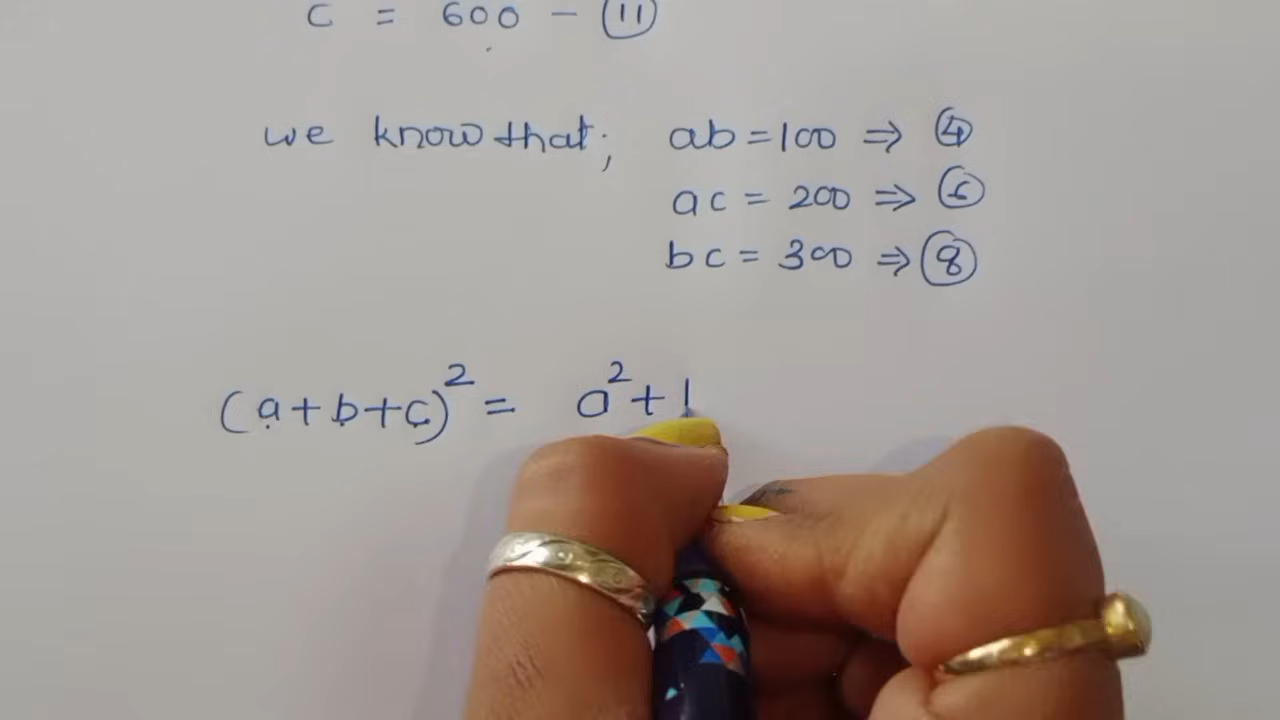 c = 600 - 11
we know that; ab = 100 ⇒ 4
ac = 200 ⇒ 6
bc = 300 ⇒ 8
(a+b+c)² = a² +